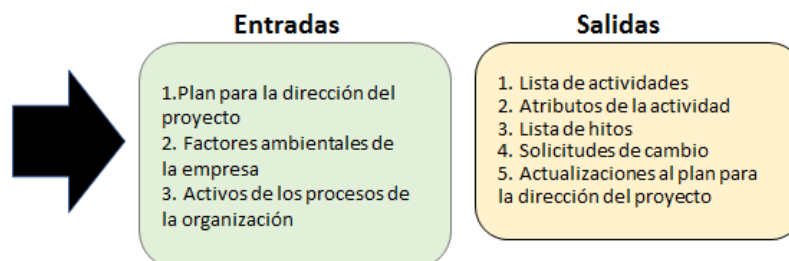 Entradas
1.Plan para la dirección del
proyecto
2. Factores ambientales de
la empresa
3. Activos de los procesos de
la organización
Salidas
1. Lista de actividades
2. Atributos de la actividad
3. Lista de hitos
4. Solicitudes de cambio
5. Actualizaciones al plan para
la dirección del proyecto